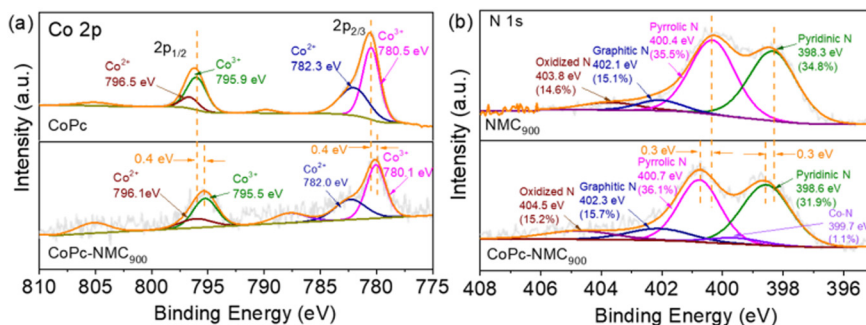 (a)
Co 2p
2p1/2
2p2/3
Co2+
796.5 eV
Co3+
795.9 eV
Co2+
782.3 eV
Co3+
780.5 eV
CoPc
0.4 eV
0.4 eV
Co2+
796.1eV
Co3+
795.5 eV
Co2+
782.0 eV
Co3+
780.1 eV
CoPc-NMC900
810 805 800 795 790 785 780 775
Binding Energy (eV)
Intensity (a.u.)
(b)
N 1s
Oxidized N
403.8 eV
(14.6%)
Graphitic N
402.1 eV
(15.1%)
Pyrrolic N
400.4 eV
(35.5%)
Pyridinic N
398.3 eV
(34.8%)
NMC900
0.3 eV
0.3 eV
Oxidized N
404.5 eV
(15.2%)
Graphitic N
402.3 eV
(15.7%)
Pyrrolic N
400.7 eV
(36.1%)
Pyridinic N
398.6 eV
(31.9%)
Co-N
399.7 eV
(1.1%)
CoPc-NMC900
408 406 404 402 400 398 396
Binding Energy (eV)
Intensity (a.u.)